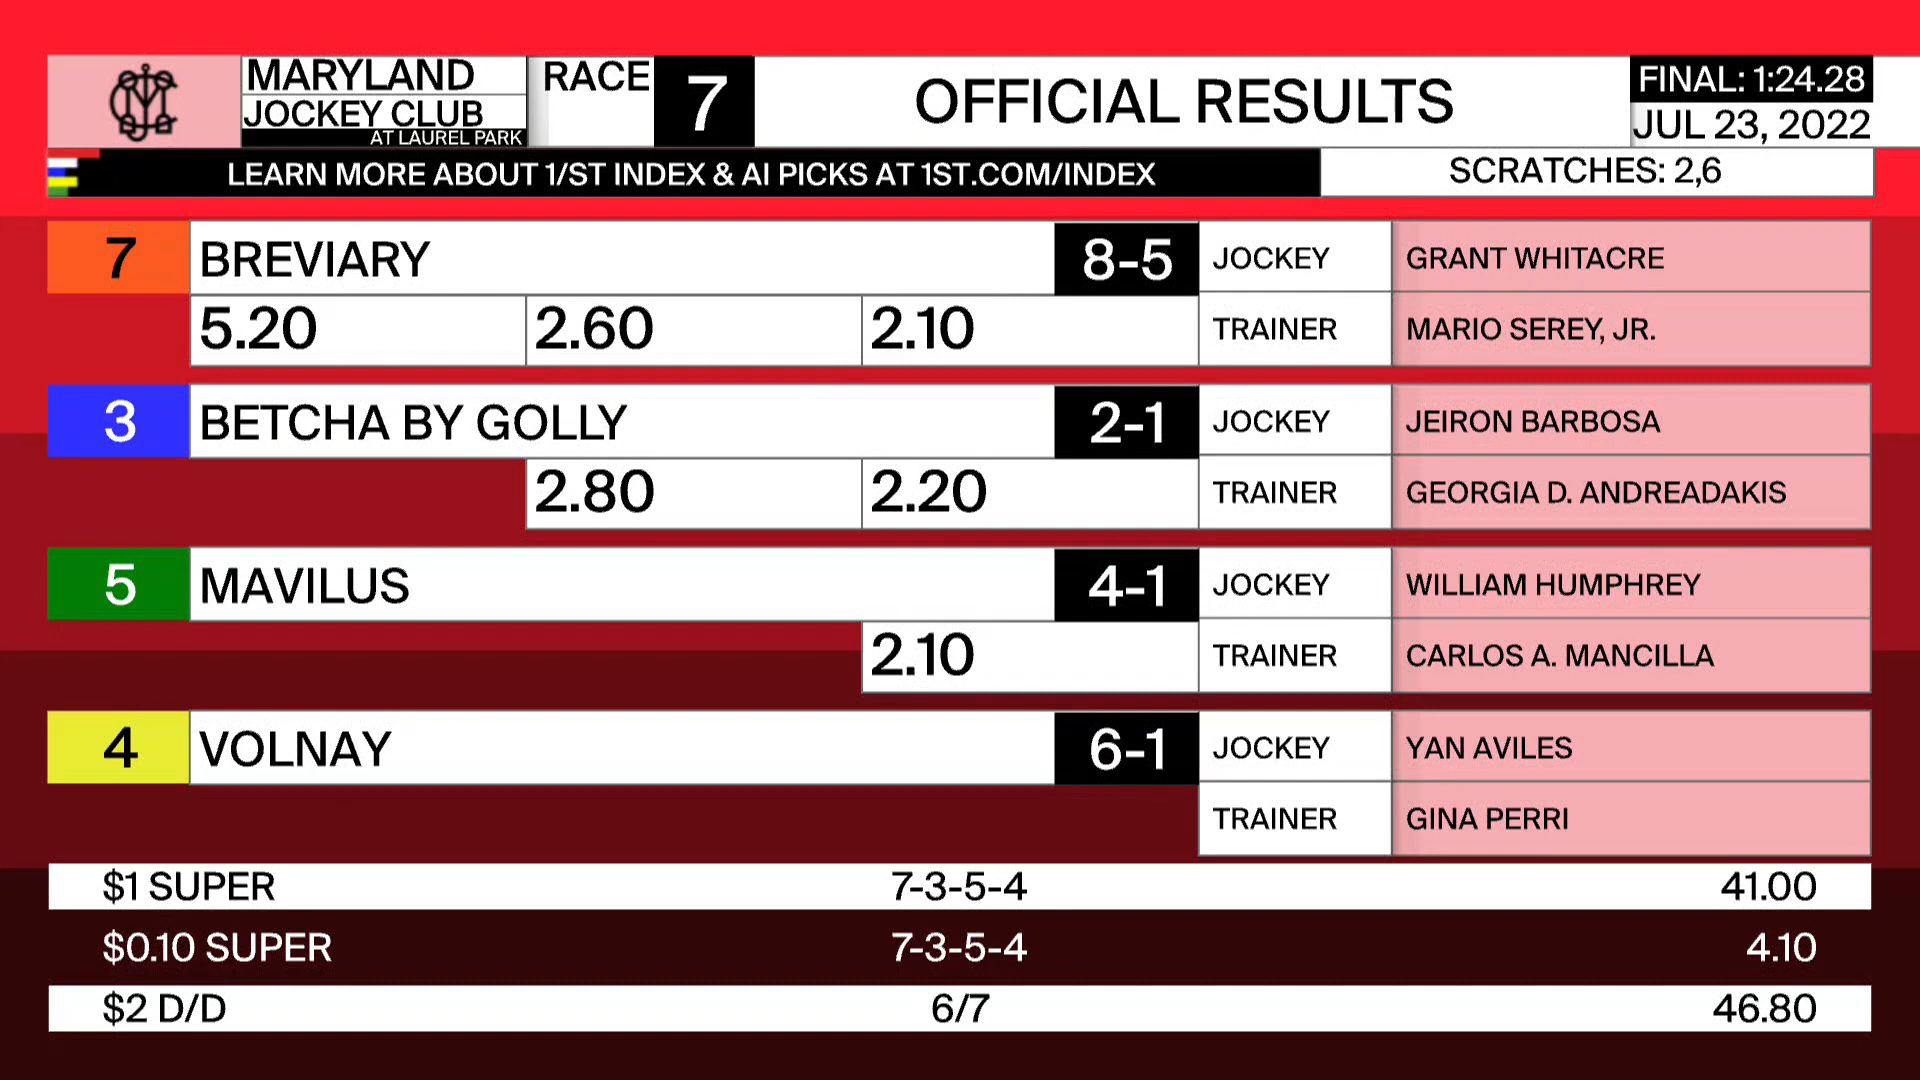 MARYLAND
JOCKEY CLUB
AT LAUREL PARK
RACE 7
OFFICIAL RESULTS
FINAL: 1:24.28
JUL 23, 2022
LEARN MORE ABOUT 1/ST INDEX & AI PICKS AT 1ST.COM/INDEX
SCRATCHES: 2,6
7 BREVIARY 8-5 JOCKEY GRANT WHITACRE
5.20 2.60 2.10 TRAINER MARIO SEREY, JR.
3 BETCHA BY GOLLY 2-1 JOCKEY JEIRON BARBOSA
2.80 2.20 TRAINER GEORGIA D. ANDREADAKIS
5 MAVILUS 4-1 JOCKEY WILLIAM HUMPHREY
2.10 TRAINER CARLOS A. MANCILLA
4 VOLNAY 6-1 JOCKEY YAN AVILES
TRAINER GINA PERRI
$1 SUPER 7-3-5-4 41.00
$0.10 SUPER 7-3-5-4 4.10
$2 D/D 6/7 46.80